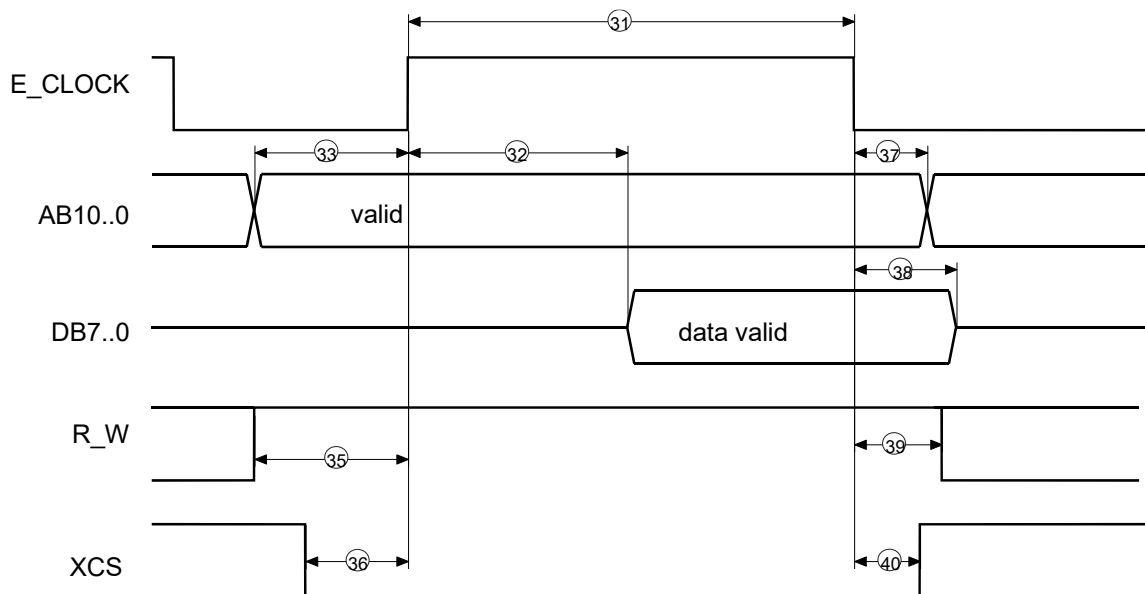 31
E_CLOCK
33 32 37
AB10..0 valid
38
DB7..0 data valid
R_W
35 39
36 40
XCS